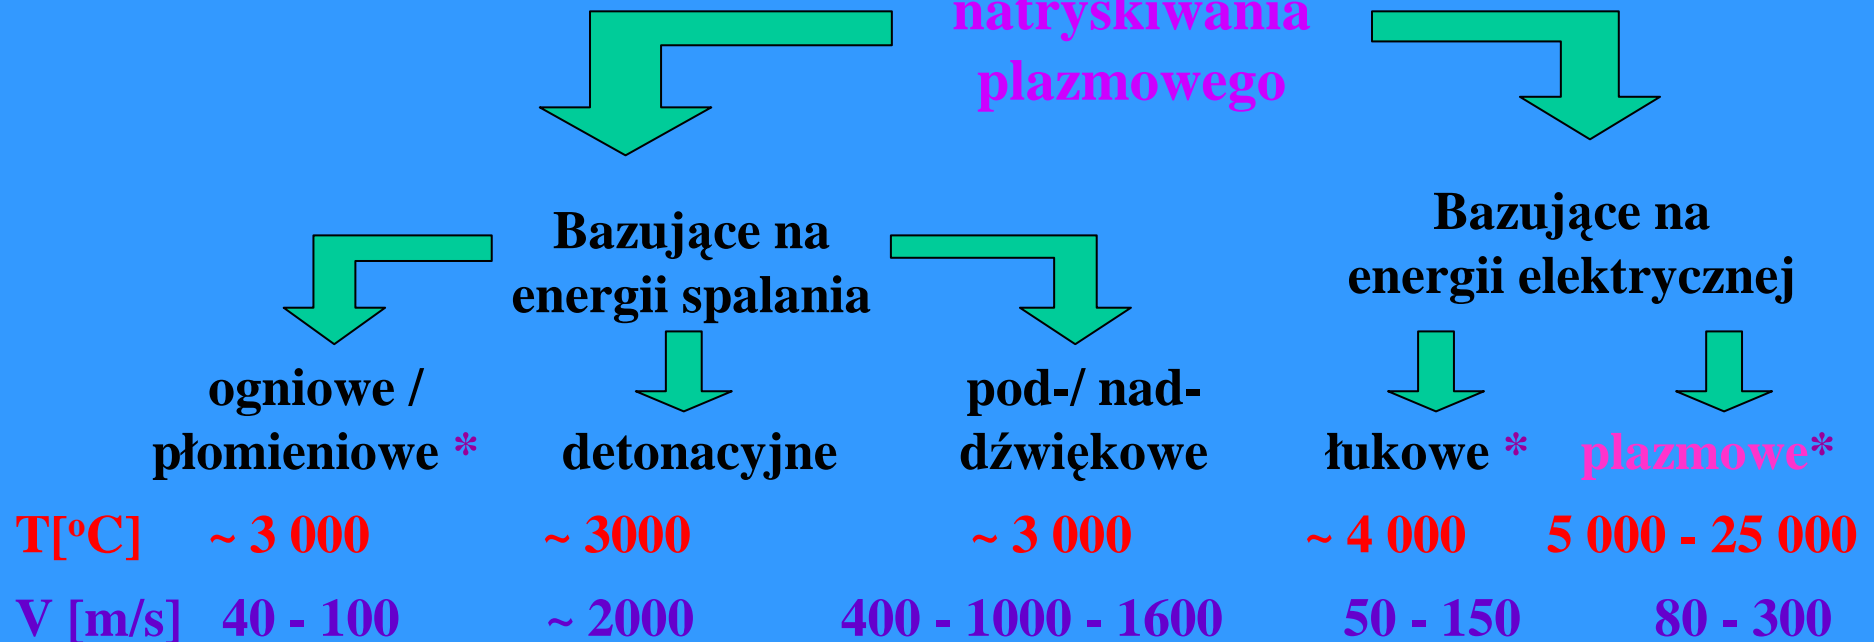 natryskiwania
plazmowego
Bazujące na
energii spalania
Bazujące na
energii elektrycznej
ogniowe /
płomieniowe *
detonacyjne
pod-/ nad-
dźwiękowe
łukowe *
plazmowe*
T[°C] ~ 3 000 ~ 3000 ~ 3 000 ~ 4 000 5 000 - 25 000
V [m/s] 40 - 100 ~ 2000 400 - 1000 - 1600 50 - 150 80 - 300